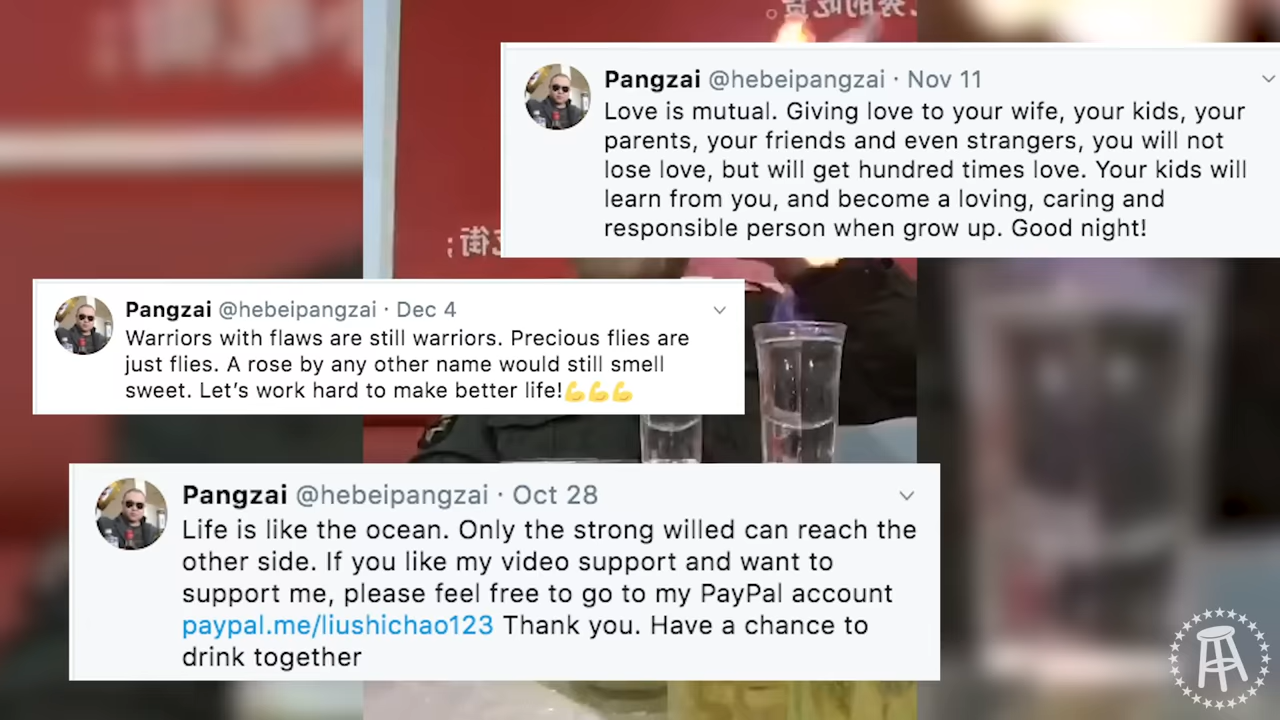 Pangzai @hebeipangzai · Nov 11
Love is mutual. Giving love to your wife, your kids, your
parents, your friends and even strangers, you will not
lose love, but will get hundred times love. Your kids will
learn from you, and become a loving, caring and
responsible person when grow up. Good night!
Pangzai @hebeipangzai · Dec 4
Warriors with flaws are still warriors. Precious flies are
just flies. A rose by any other name would still smell
sweet. Let’s work hard to make better life!💪💪💪
Pangzai @hebeipangzai · Oct 28
Life is like the ocean. Only the strong willed can reach the
other side. If you like my video support and want to
support me, please feel free to go to my PayPal account
paypal.me/liushichao123 Thank you. Have a chance to
drink together